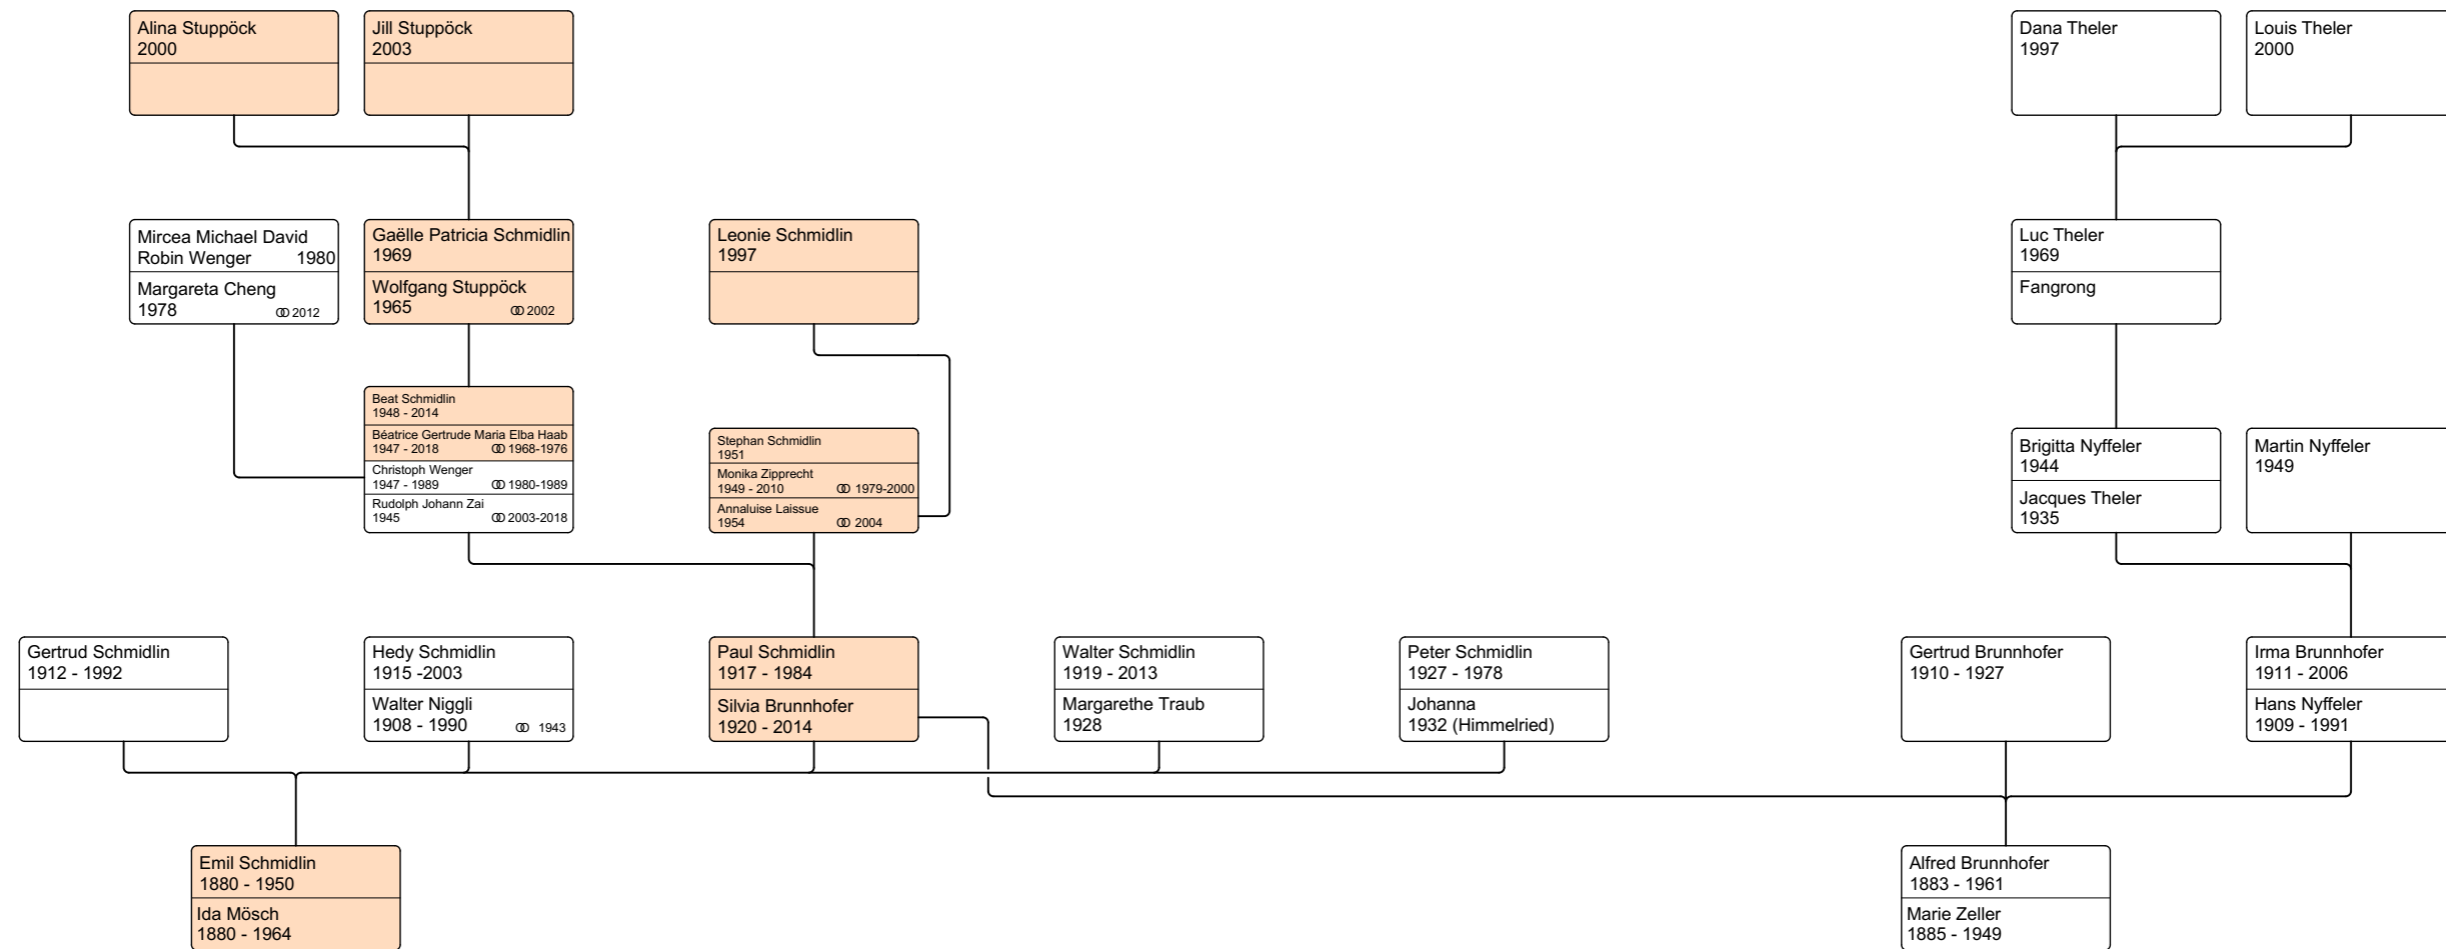 Alina Stuppöck
2000
Jill Stuppöck
2003
Dana Theler
1997
Louis Theler
2000
Mircea Michael David
Robin Wenger 1980
Margareta Cheng
1978 ⚭ 2012
Gaëlle Patricia Schmidlin
1969
Wolfgang Stuppöck
1965 ⚭ 2002
Leonie Schmidlin
1997
Luc Theler
1969
Fangrong
Beat Schmidlin
1948 - 2014
Béatrice Gertrude Maria Elba Haab
1947 - 2018 ⚭ 1968-1976
Christoph Wenger
1947 - 1989 ⚭ 1980-1989
Rudolph Johann Zai
1945 ⚭ 2003-2018
Stephan Schmidlin
1951
Monika Zipprecht
1949 - 2010 ⚭ 1979-2000
Annaluise Laissue
1954 ⚭ 2004
Brigitta Nyffeler
1944
Jacques Theler
1935
Martin Nyffeler
1949
Gertrud Schmidlin
1912 - 1992
Hedy Schmidlin
1915 -2003
Walter Niggli
1908 - 1990 ⚭ 1943
Paul Schmidlin
1917 - 1984
Silvia Brunnhofer
1920 - 2014
Walter Schmidlin
1919 - 2013
Margarethe Traub
1928
Peter Schmidlin
1927 - 1978
Johanna
1932 (Himmelried)
Gertrud Brunnhofer
1910 - 1927
Irma Brunnhofer
1911 - 2006
Hans Nyffeler
1909 - 1991
Emil Schmidlin
1880 - 1950
Ida Mösch
1880 - 1964
Alfred Brunnhofer
1883 - 1961
Marie Zeller
1885 - 1949